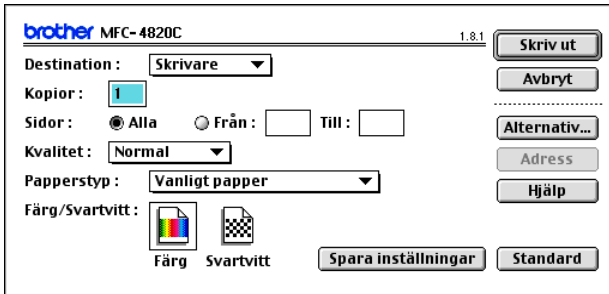 brother MFC-4820C 1.8.1 Skriv ut
Destination: Skrivare Avbryt
Kopior: 1
Sidor: Alla Från: Till: Alternativ...
Kvalitet: Normal Adress
Papperstyp: Vanligt papper Hjälp
Färg/Svartvitt:
Färg Svartvitt Spara inställningar Standard